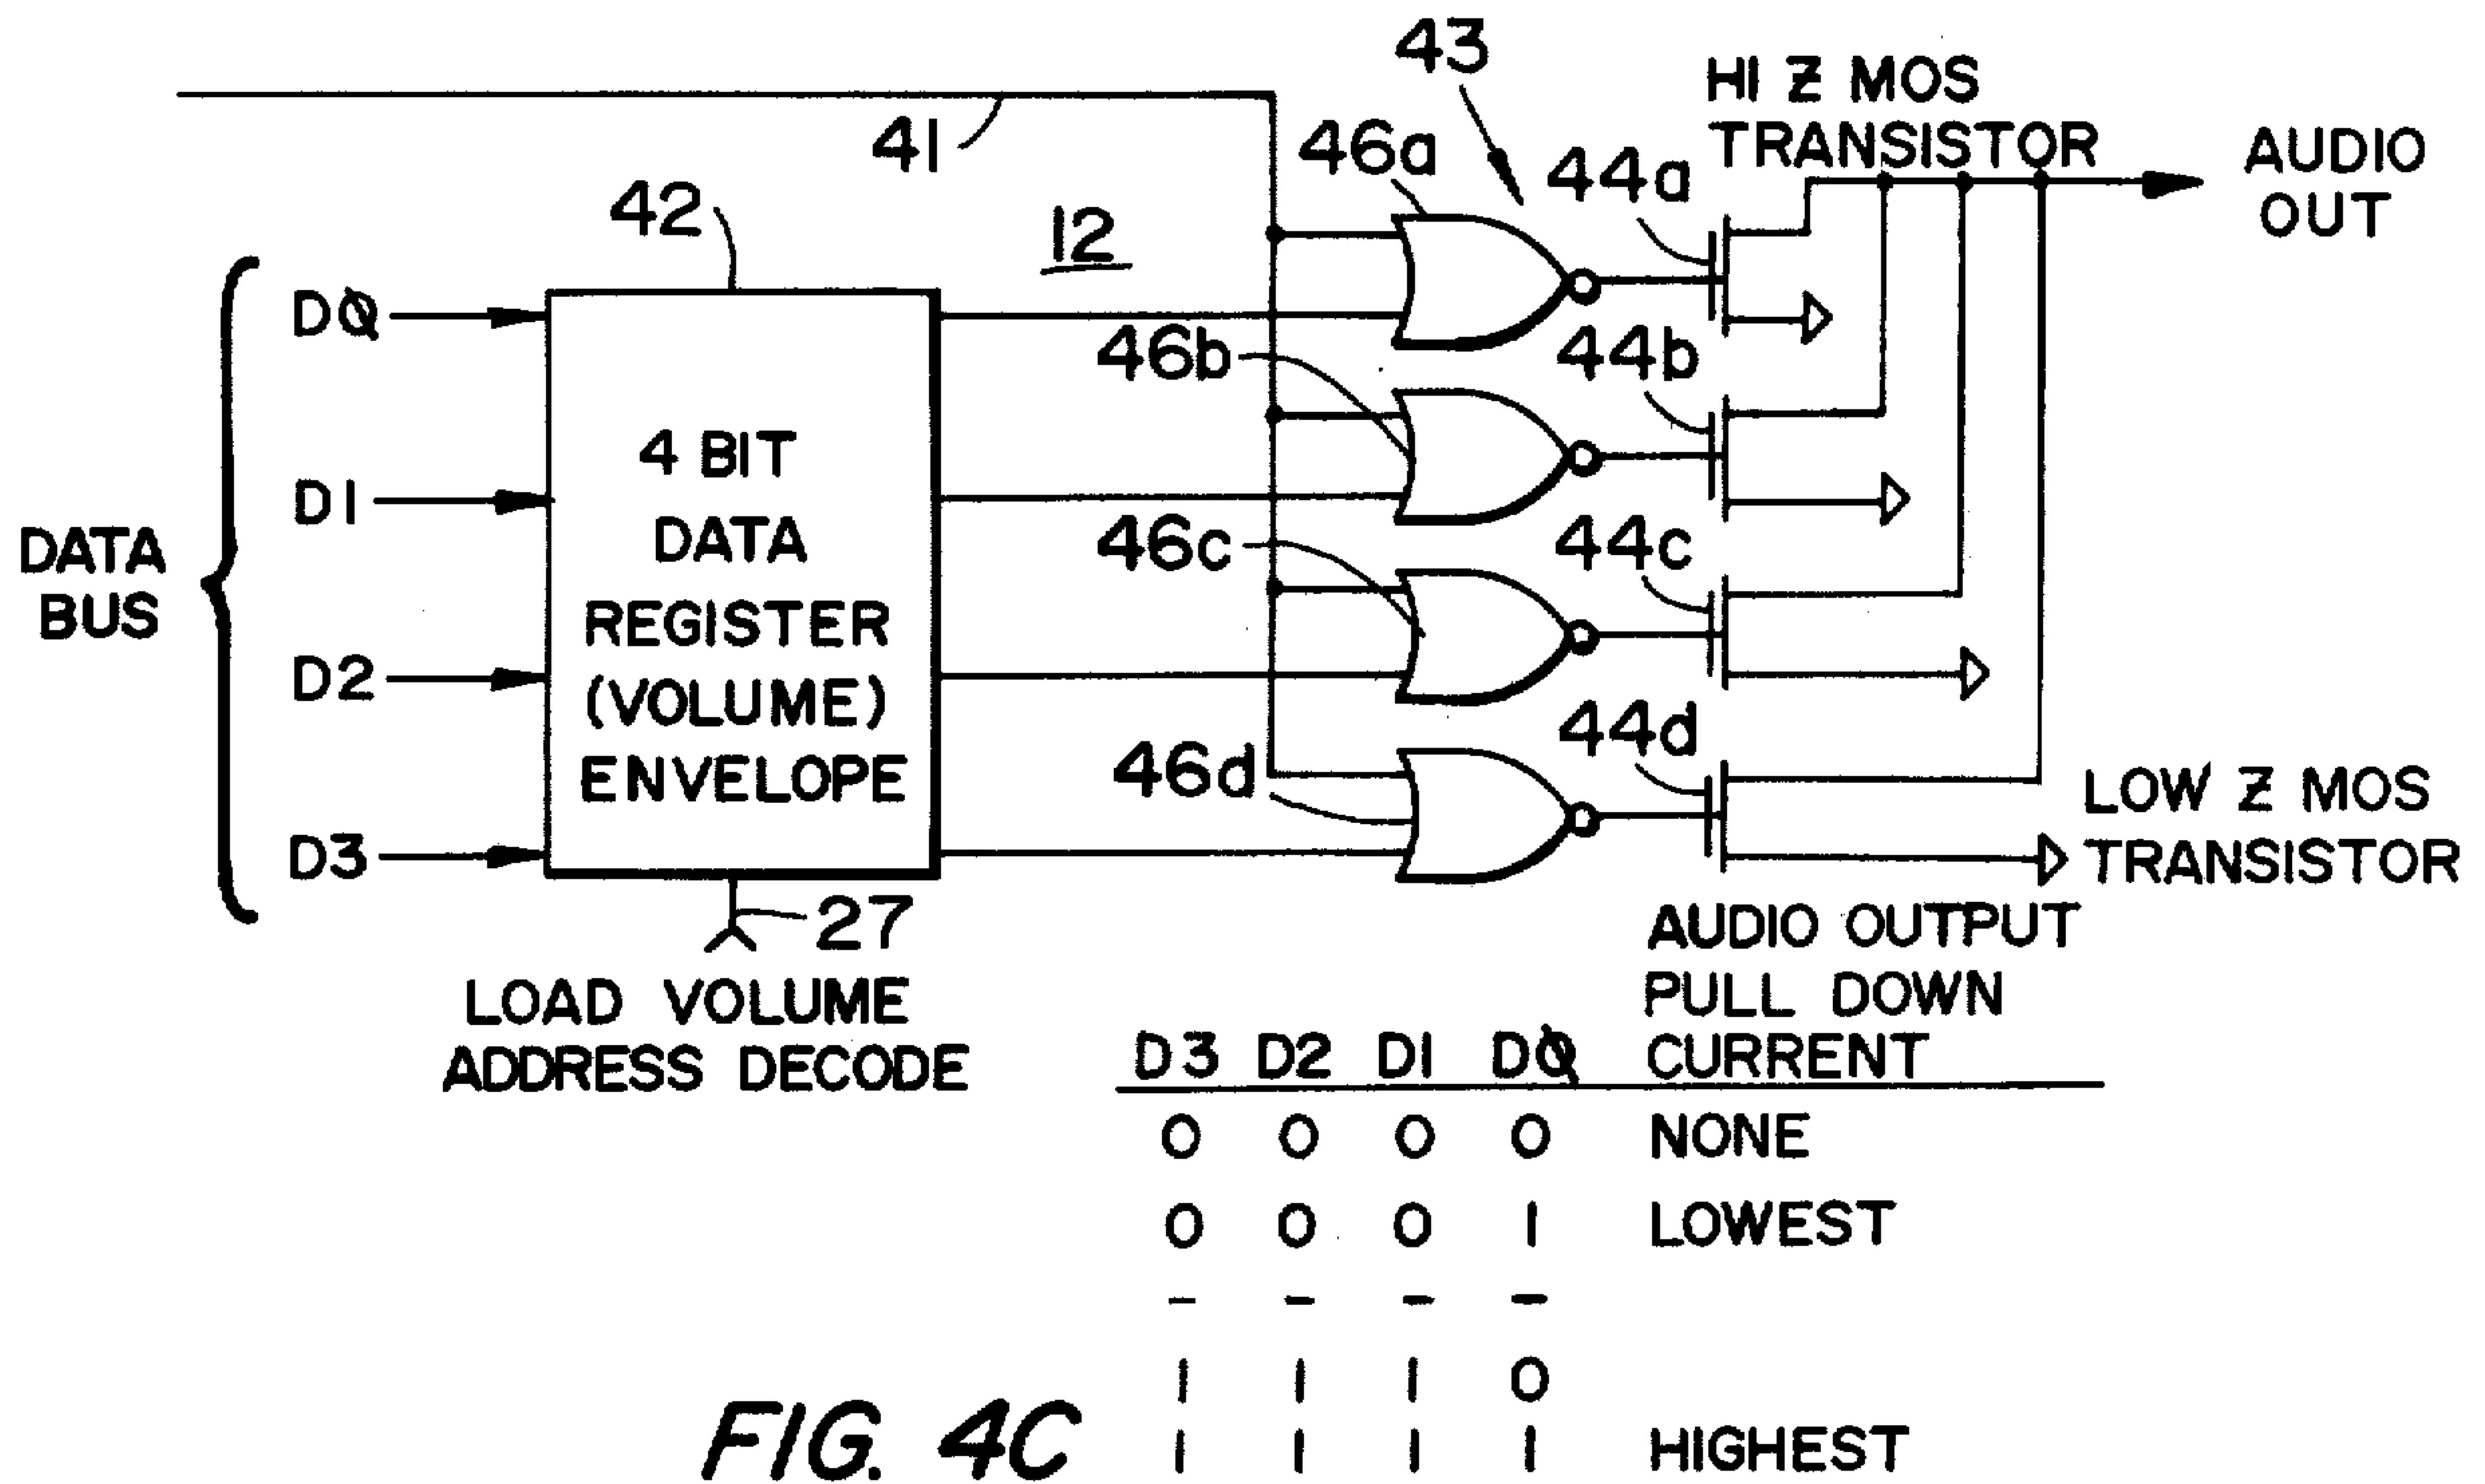 43
HI Z MOS
TRANSISTOR
AUDIO
OUT
41
46a
44a
42
12
DATA
BUS
DØ
D1
D2
D3
4 BIT
DATA
REGISTER
(VOLUME)
ENVELOPE
46b
44b
46c
44c
46d
44d
LOW Z MOS
TRANSISTOR
27
LOAD VOLUME
ADDRESS DECODE
AUDIO OUTPUT
PULL DOWN
D3 D2 D1 DØ CURRENT
0 0 0 0 NONE
0 0 0 1 LOWEST
- - - -
1 1 1 0
1 1 1 1 HIGHEST
FIG. 4C